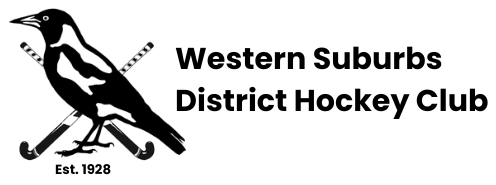 Western Suburbs
District Hockey Club
Est. 1928